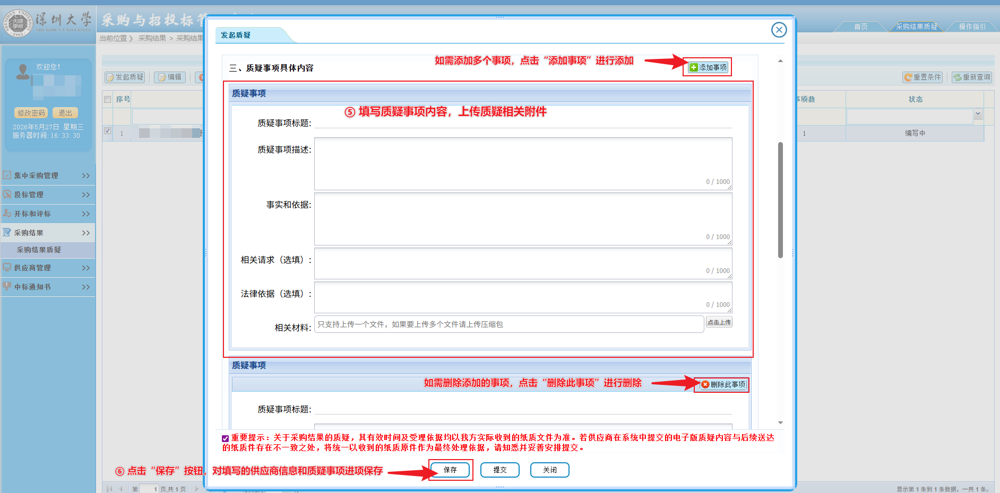 深圳大学
SHENZHEN UNIVERSITY
采购与招投标管
当前位置 》 采购结果 > 采购结果
首页
采购结果质疑
操作指引
欢迎您！
修改密码
退出
2026年5月27日 星期三
服务器时间: 16: 33: 30
集中采购管理 >>
投标管理 >>
开标和评标 >>
采购结果 >>
采购结果质疑
供应商管理 >>
中标通知书 >>
发起质疑
编辑
重置条件
重新查询
序号
事项数
状态
1
1
编写中
发起质疑
三、质疑事项具体内容
如需添加多个事项，点击“添加事项”进行添加
添加事项
质疑事项
⑤ 填写质疑事项内容，上传质疑相关附件
质疑事项标题:
质疑事项描述:
0 / 1000
事实和依据:
0 / 1000
相关请求（选填）:
0 / 1000
法律依据（选填）:
0 / 1000
相关材料:
只支持上传一个文件，如果要上传多个文件请上传压缩包
点击上传
质疑事项
如需删除添加的事项，点击“删除此事项”进行删除
删除此事项
质疑事项标题:
重要提示：关于采购结果的质疑，其有效时间及受理依据均以我方实际收到的纸质文件为准。若供应商在系统中提交的电子版质疑内容与后续送达
的纸质件存在不一致之处，将统一以收到的纸质原件作为最终处理依据，请知悉并妥善安排提交。
⑥ 点击“保存”按钮，对填写的供应商信息和质疑事项进项保存
保存
提交
关闭
第 1 页,共 1 页
显示第 1 条到 1 条数据，一共 1 条。